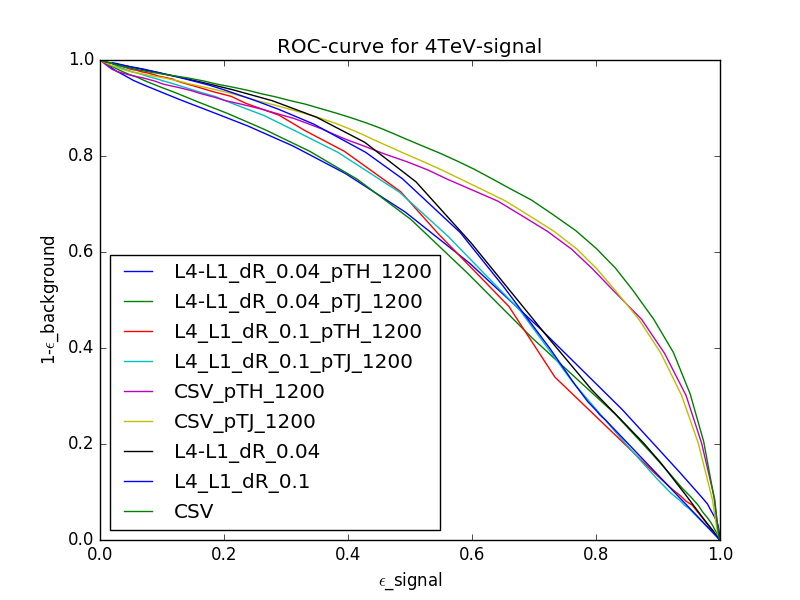 ROC-curve for 4TeV-signal
1.0
0.8
0.6
0.4
0.2
0.0
1-ϵ_background
L4-L1_dR_0.04_pTH_1200
L4-L1_dR_0.04_pTJ_1200
L4_L1_dR_0.1_pTH_1200
L4_L1_dR_0.1_pTJ_1200
CSV_pTH_1200
CSV_pTJ_1200
L4-L1_dR_0.04
L4_L1_dR_0.1
CSV
0.0 0.2 0.4 0.6 0.8 1.0
ϵ_signal